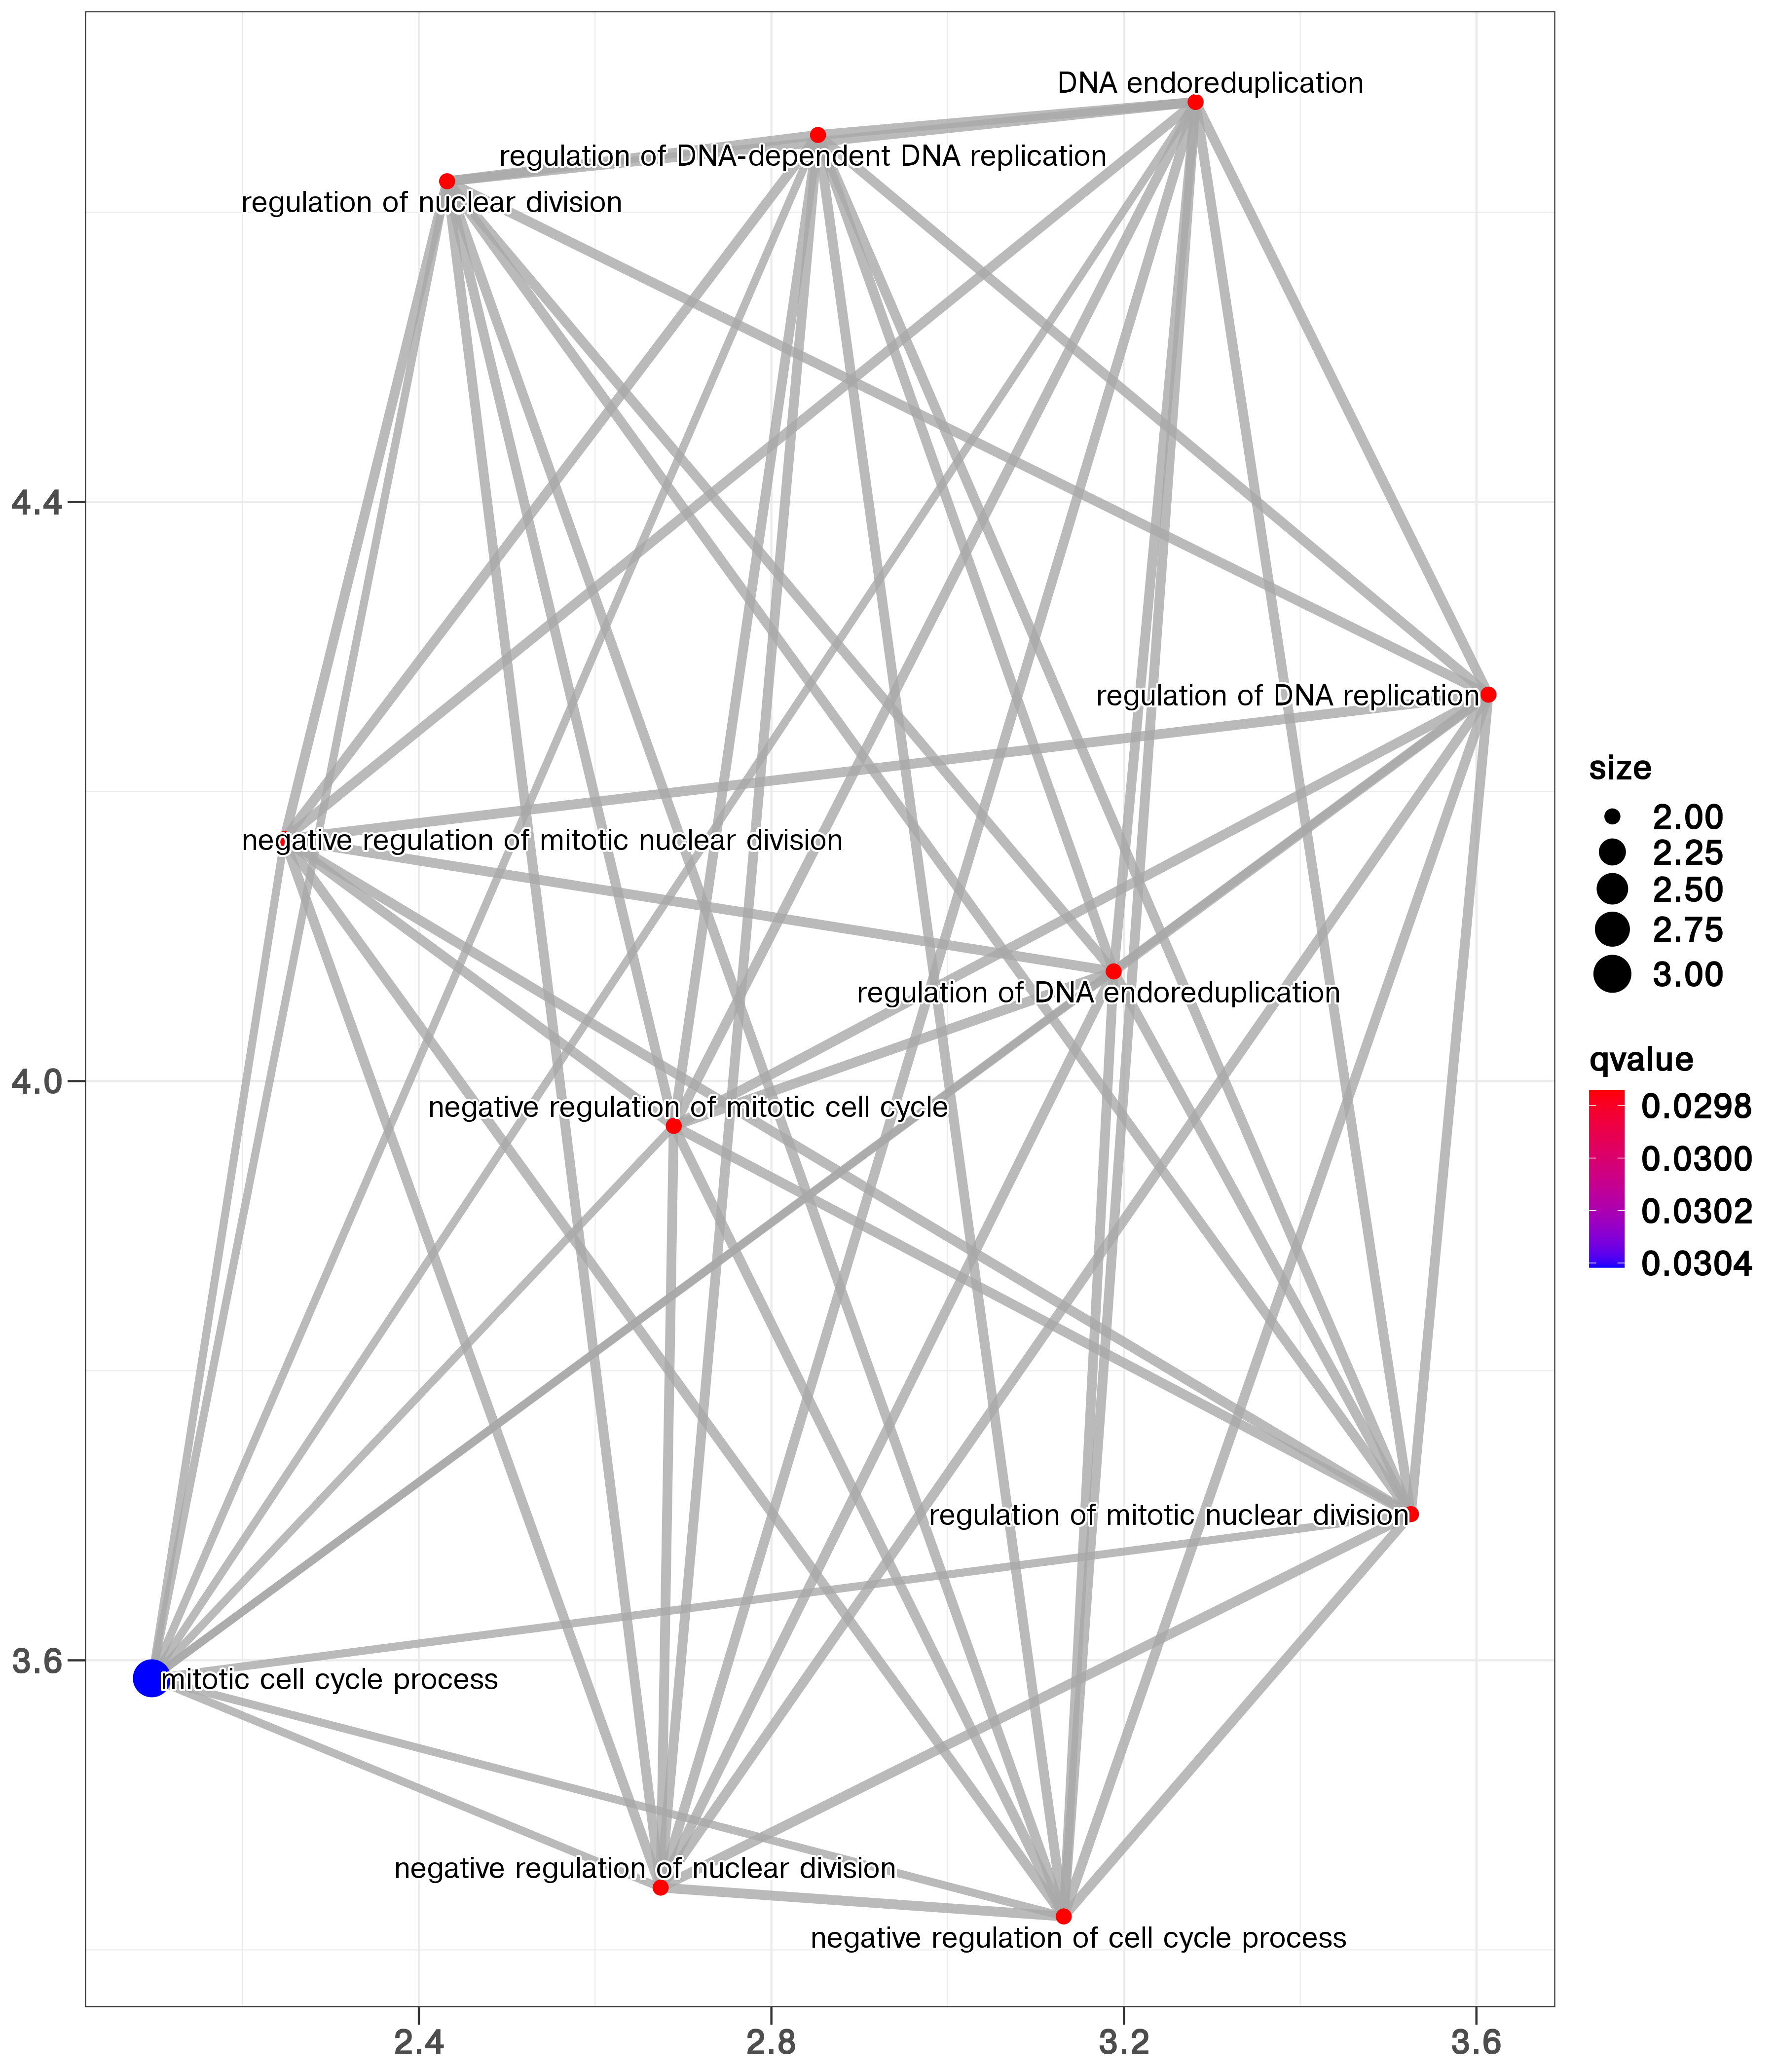 DNA endoreduplication
regulation of DNA-dependent DNA replication
regulation of nuclear division
4.4
regulation of DNA replication
size
2.00
2.25
2.50
2.75
3.00
negative regulation of mitotic nuclear division
regulation of DNA endoreduplication
4.0
negative regulation of mitotic cell cycle
qvalue
0.0298
0.0300
0.0302
0.0304
regulation of mitotic nuclear division
3.6
mitotic cell cycle process
negative regulation of nuclear division
negative regulation of cell cycle process
2.4
2.8
3.2
3.6